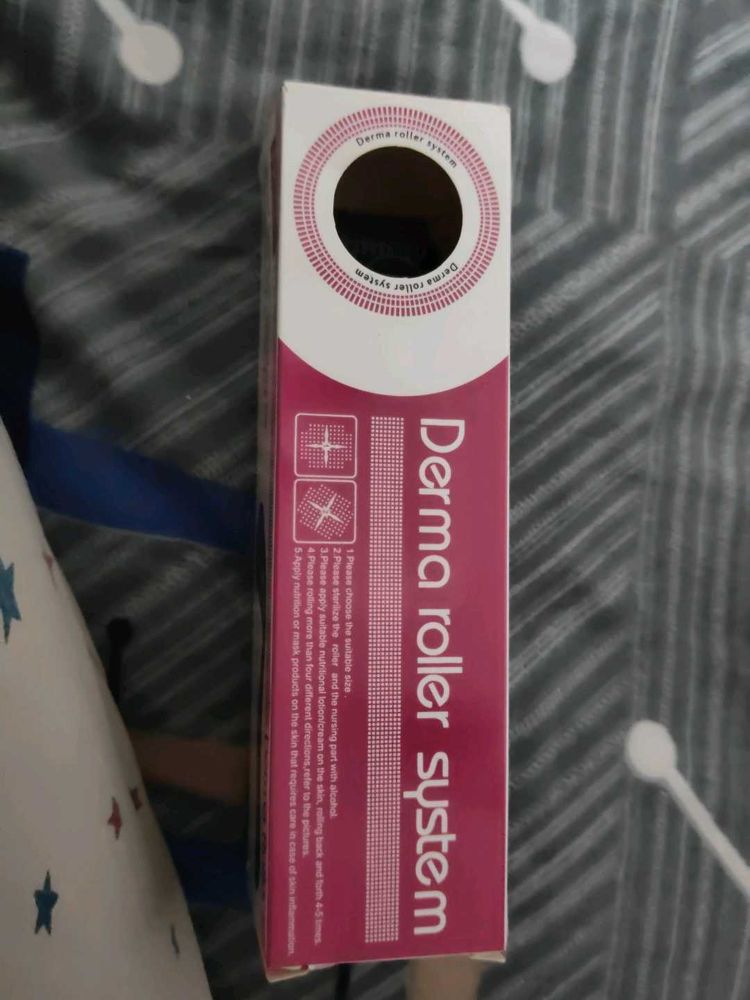 Derma roller system
Derma roller system
Derma roller system
1.Please choose the suitable size .
2.Please sterilize the roller and the nursing part with alcohol.
3.Please apply suitable nutritional lotion/cream on the skin, rolling back and forth 4-5 times.
4.Please rolling more than four different directions,refer to the pictures.
5.Apply nutrition or mask products on the skin that requires care in case of skin inflammation.